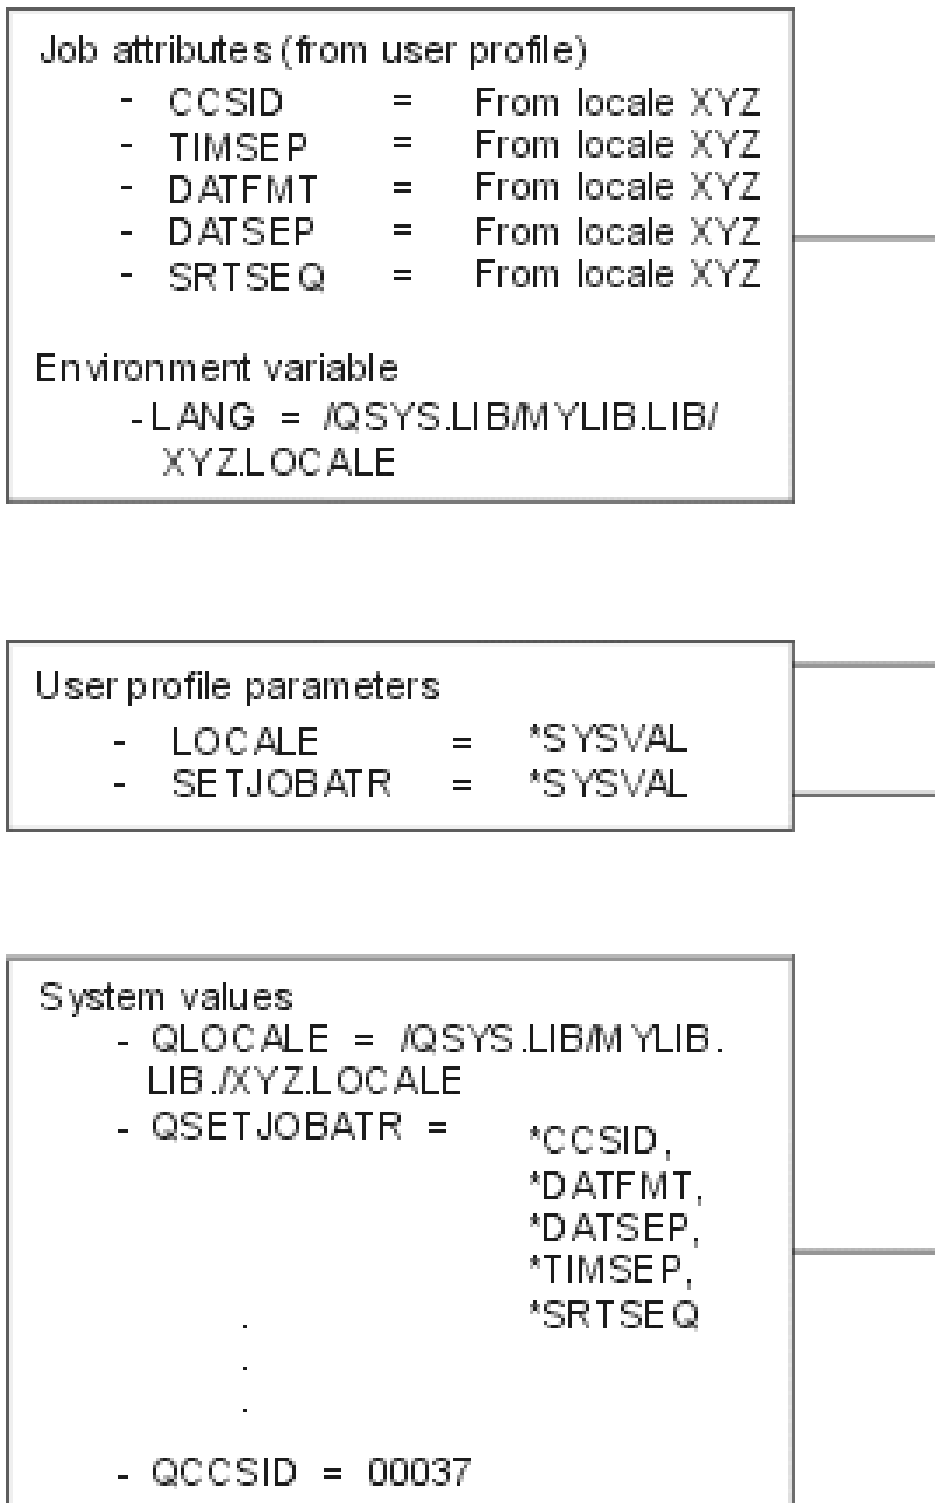 Job attributes (from user profile)
- CCSID = From locale XYZ
- TIMSEP = From locale XYZ
- DATFMT = From locale XYZ
- DATSEP = From locale XYZ
- SRTSEQ = From locale XYZ
Environment variable
- LANG = /QSYS.LIB/MYLIB.LIB/
XYZ.LOCALE
User profile parameters
- LOCALE = *SYSVAL
- SETJOBATR = *SYSVAL
System values
- QLOCALE = /QSYS.LIB/MYLIB.
LIB./XYZ.LOCALE
- QSETJOBATR = *CCSID,
*DATFMT,
*DATSEP,
*TIMSEP,
. *SRTSEQ
.
.
- QCCSID = 00037